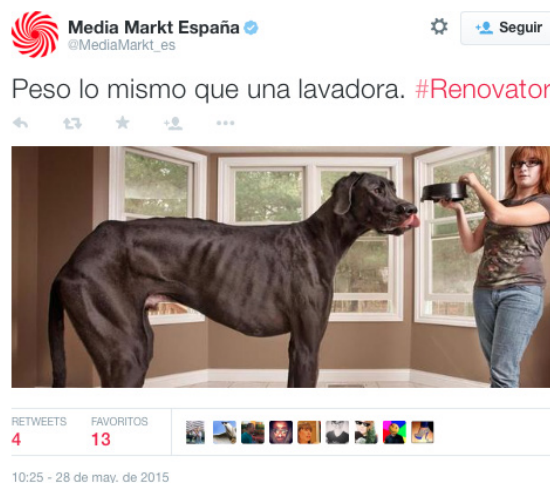 Media Markt España
@MediaMarkt_es
Seguir
Peso lo mismo que una lavadora. #Renovator
RETWEETS FAVORITOS
4 13
10:25 - 28 de may. de 2015